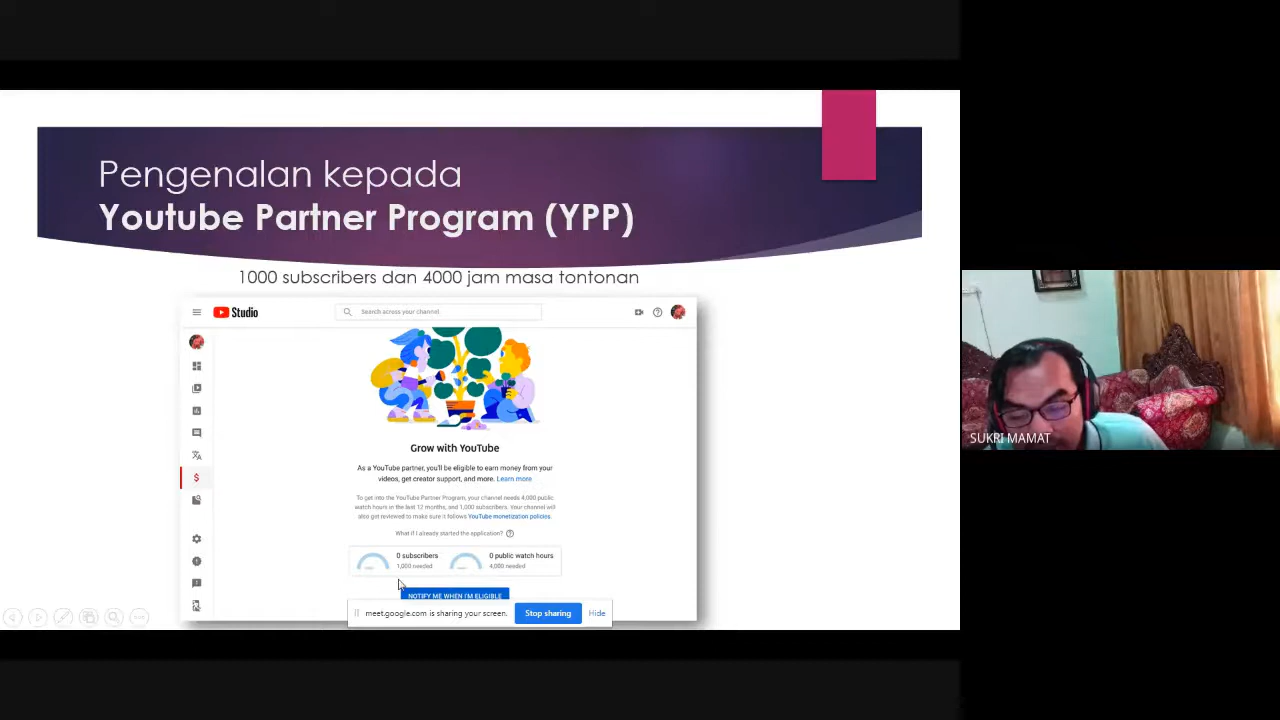 Pengenalan kepada
Youtube Partner Program (YPP)
1000 subscribers dan 4000 jam masa tontonan
Studio
Search across your channel
Grow with YouTube
As a YouTube partner, you'll be eligible to earn money from your
videos, get creator support, and more. Learn more
To get into the YouTube Partner Program, your channel needs 4,000 public
watch hours in the last 12 months, and 1,000 subscribers. Your channel will
also get reviewed to make sure it follows YouTube monetization policies.
What if I already started the application?
0 subscribers
1,000 needed
0 public watch hours
4,000 needed
NOTIFY ME WHEN I'M ELIGIBLE
meet.google.com is sharing your screen.
Stop sharing
Hide
SUKRI MAMAT